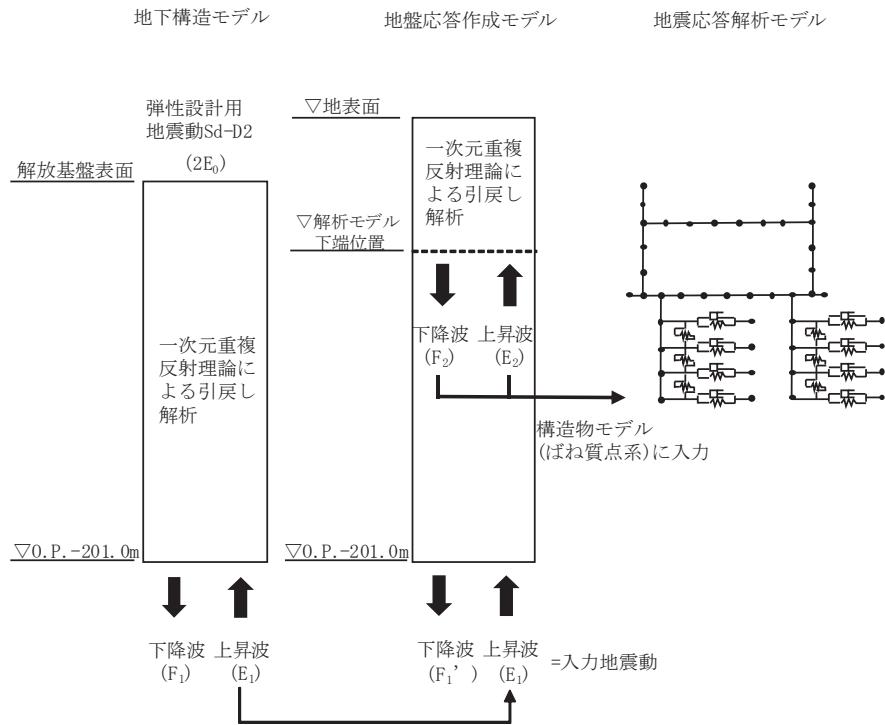 地下構造モデル
地盤応答作成モデル
地震応答解析モデル
弾性設計用
地震動Sd-D2
(2E₀)
解放基盤表面
一次元重複
反射理論に
よる引戻し
解析
▽O.P.-201.0m
下降波
(F₁)
上昇波
(E₁)
▽地表面
一次元重複
反射理論に
よる引戻し
解析
▽解析モデル
下端位置
下降波
(F₂)
上昇波
(E₂)
構造物モデル
(ばね質点系)に入力
▽O.P.-201.0m
下降波
(F₁’)
上昇波
(E₁)
=入力地震動